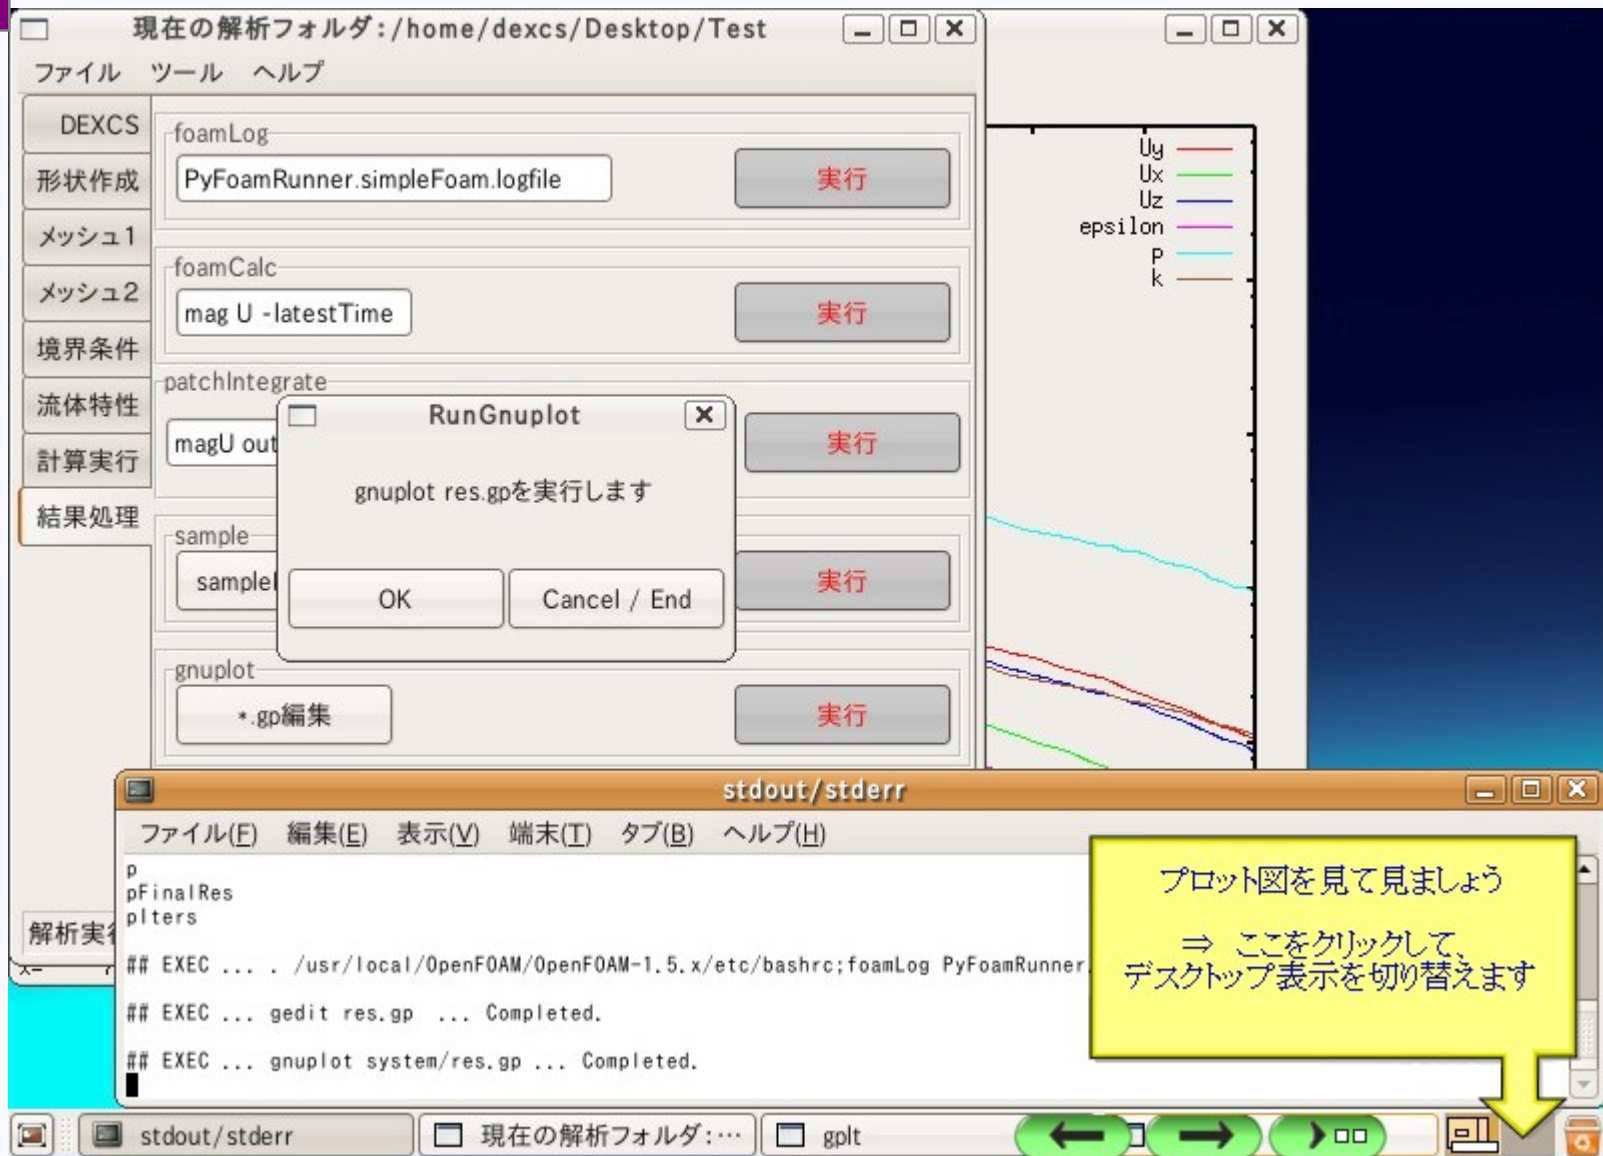 現在の解析フォルダ:/home/dexcs/Desktop/Test
ファイル ツール ヘルプ
DEXCS
形状作成
メッシュ1
メッシュ2
境界条件
流体特性
計算実行
結果処理
foamLog
PyFoamRunner.simpleFoam.logfile
実行
foamCalc
mag U -latestTime
実行
patchIntegrate
magU out
実行
sample
sample
実行
gnuplot
*.gp編集
実行
解析実行
RunGnuplot
gnuplot res.gpを実行します
OK
Cancel / End
Uy
Ux
Uz
epsilon
p
k
stdout/stderr
ファイル(F) 編集(E) 表示(V) 端末(T) タブ(B) ヘルプ(H)
p
pFinalRes
pIters
## EXEC ... . /usr/local/OpenFOAM/OpenFOAM-1.5.x/etc/bashrc;foamLog PyFoamRunner.
## EXEC ... gedit res.gp ... Completed.
## EXEC ... gnuplot system/res.gp ... Completed.
プロット図を見て見ましょう
⇒ ここをクリックして、
デスクトップ表示を切り替えます
stdout/stderr
現在の解析フォルダ:…
gplt